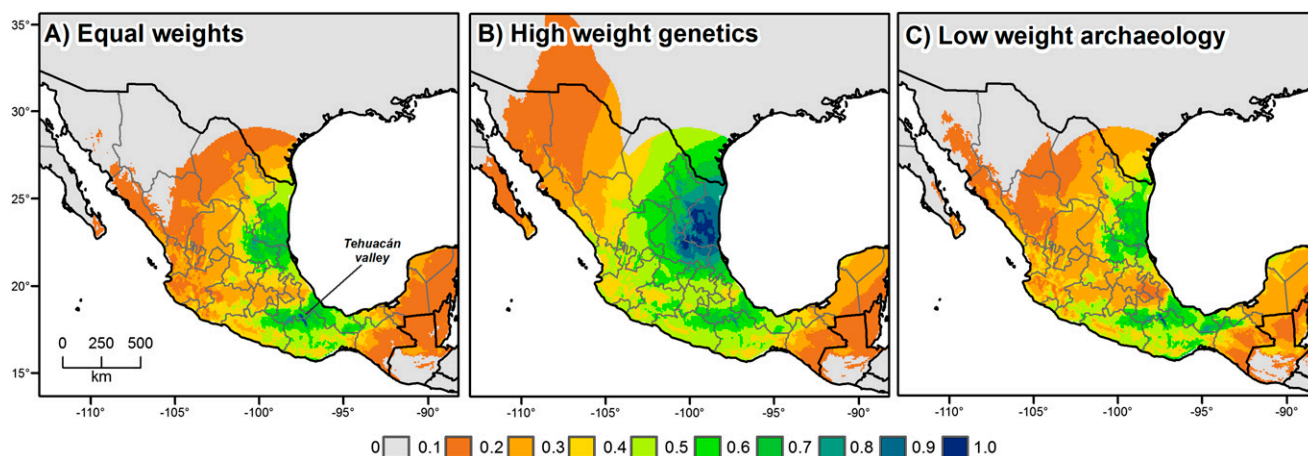 A) Equal weights
B) High weight genetics
C) Low weight archaeology
35°
30°
25°
20°
15°
Tehuacán
valley
0 250 500
km
-110° -105° -100° -95° -90°
-110° -105° -100° -95° -90°
-110° -105° -100° -95° -90°
0 0.1 0.2 0.3 0.4 0.5 0.6 0.7 0.8 0.9 1.0